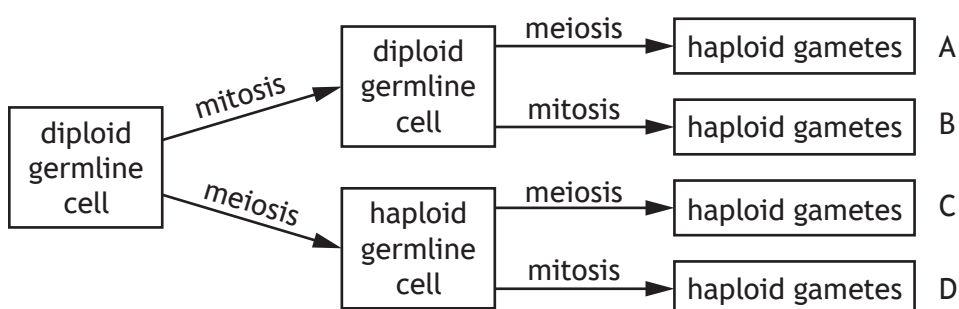 diploid
germline
cell
mitosis
meiosis
diploid
germline
cell
haploid
germline
cell
meiosis
haploid gametes A
mitosis
haploid gametes B
meiosis
haploid gametes C
mitosis
haploid gametes D